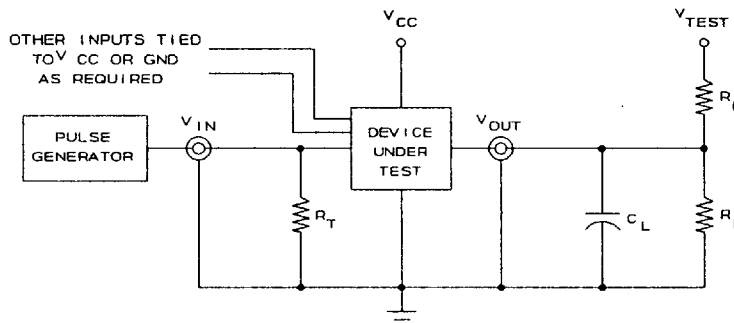 OTHER INPUTS TIED
TO V CC OR GND
AS REQUIRED
V CC
V TEST
PULSE
GENERATOR
V IN
DEVICE
UNDER
TEST
V OUT
R T
C L
R
R